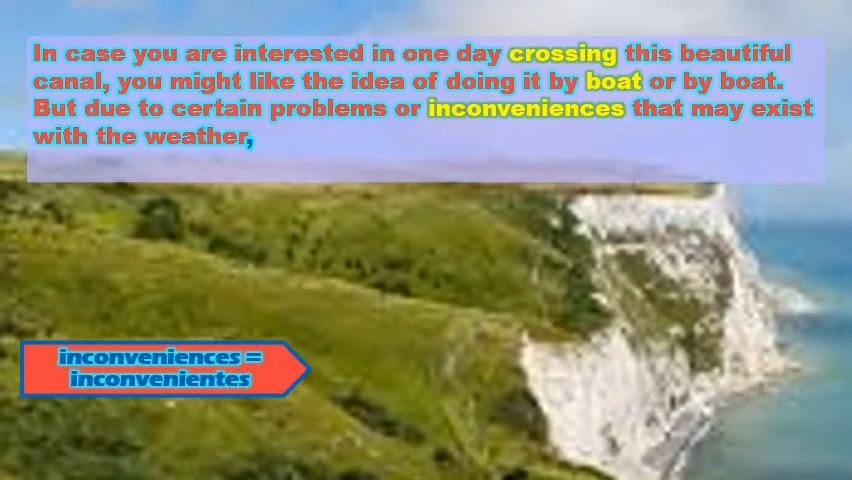 In case you are interested in one day crossing this beautiful
canal, you might like the idea of doing it by boat or by boat.
But due to certain problems or inconveniences that may exist
with the weather,
inconveniences =
inconvenientes